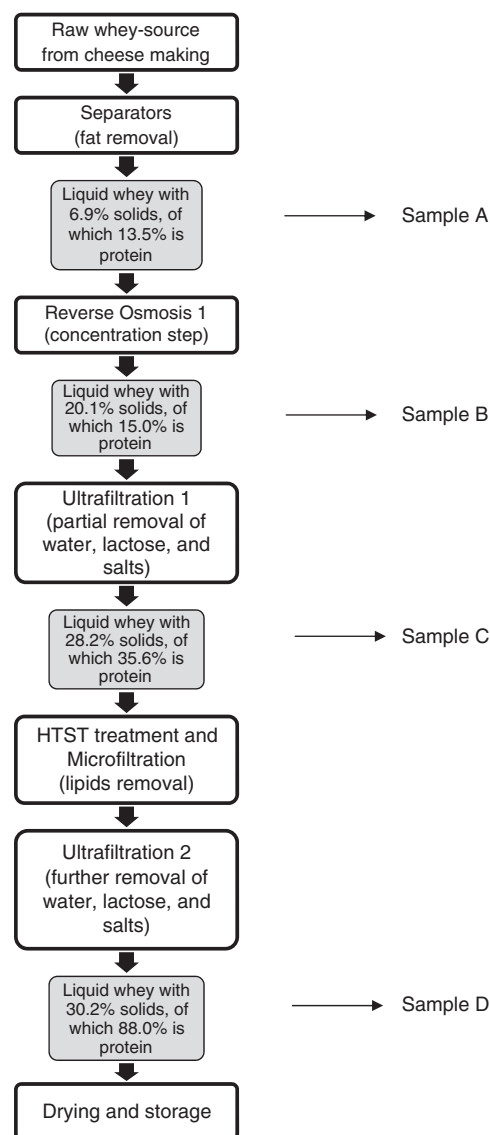 Raw whey-source
from cheese making
Separators
(fat removal)
Liquid whey with
6.9% solids, of
which 13.5% is
protein
Sample A
Reverse Osmosis 1
(concentration step)
Liquid whey with
20.1% solids, of
which 15.0% is
protein
Sample B
Ultrafiltration 1
(partial removal of
water, lactose, and
salts)
Liquid whey with
28.2% solids, of
which 35.6% is
protein
Sample C
HTST treatment and
Microfiltration
(lipids removal)
Ultrafiltration 2
(further removal of
water, lactose, and
salts)
Liquid whey with
30.2% solids, of
which 88.0% is
protein
Sample D
Drying and storage